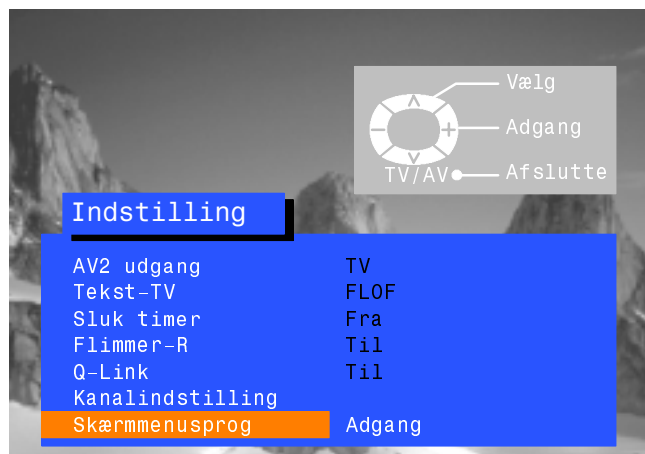 Vælg
Adgang
TV/AV Afslutte
Indstilling
AV2 udgang TV
Tekst-TV FLOF
Sluk timer Fra
Flimmer-R Til
Q-Link Til
Kanalindstilling
Skærmmenusprog Adgang